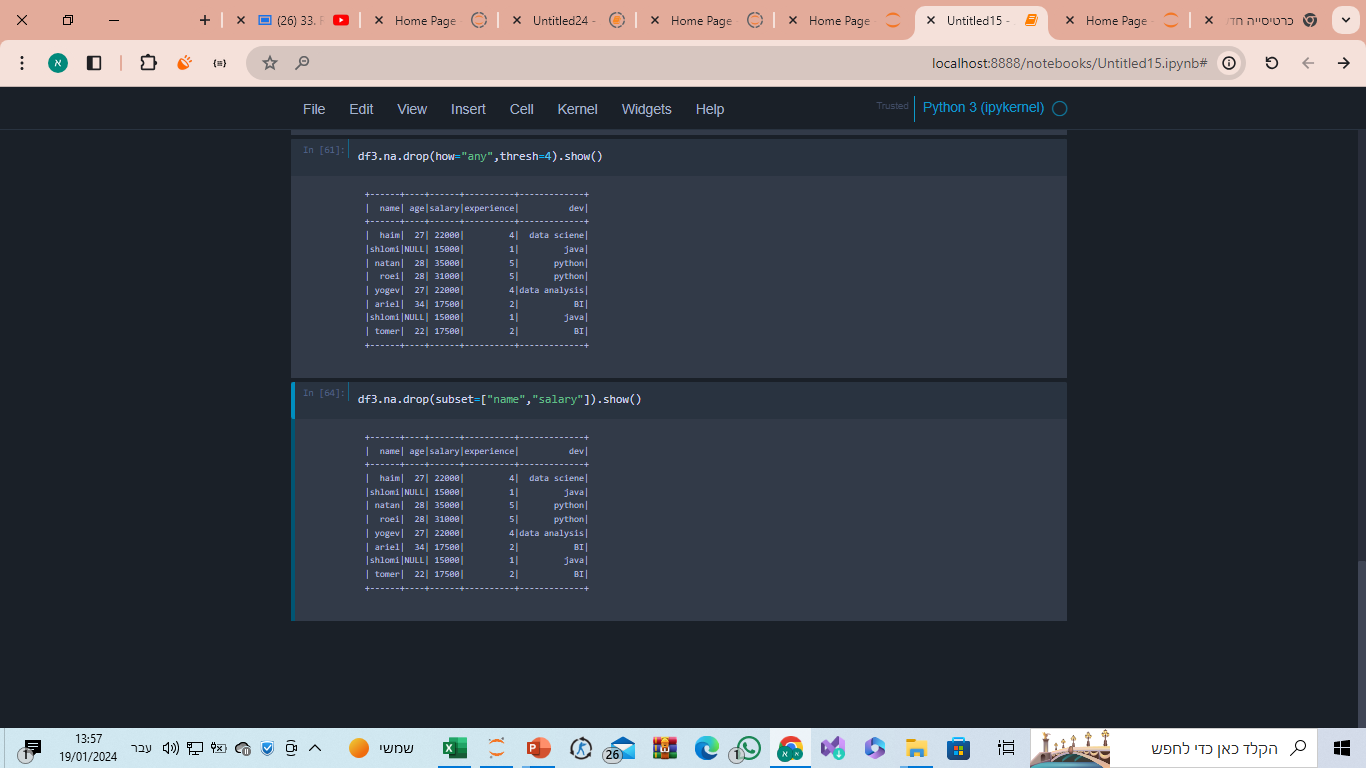 (26) 33. F
Home Page
Untitled24 -
Home Page
Home Page
Untitled15 -
Home Page -
כרטיסייה חדש
א
localhost:8888/notebooks/Untitled15.ipynb#
File Edit View Insert Cell Kernel Widgets Help
Trusted
Python 3 (ipykernel)
In [61]:
df3.na.drop(how="any",thresh=4).show()
+------+----+------+----------+-------------+
|  name| age|salary|experience|          dev|
+------+----+------+----------+-------------+
|  haim|  27| 22000|         4|  data sciene|
|shlomi|NULL| 15000|         1|         java|
| natan|  28| 35000|         5|       python|
|  roei|  28| 31000|         5|       python|
| yogev|  27| 22000|         4|data analysis|
| ariel|  34| 17500|         2|           BI|
|shlomi|NULL| 15000|         1|         java|
| tomer|  22| 17500|         2|           BI|
+------+----+------+----------+-------------+
In [64]:
df3.na.drop(subset=["name","salary"]).show()
+------+----+------+----------+-------------+
|  name| age|salary|experience|          dev|
+------+----+------+----------+-------------+
|  haim|  27| 22000|         4|  data sciene|
|shlomi|NULL| 15000|         1|         java|
| natan|  28| 35000|         5|       python|
|  roei|  28| 31000|         5|       python|
| yogev|  27| 22000|         4|data analysis|
| ariel|  34| 17500|         2|           BI|
|shlomi|NULL| 15000|         1|         java|
| tomer|  22| 17500|         2|           BI|
+------+----+------+----------+-------------+
הקלד כאן כדי לחפש
1
26
שמשי
עבר
13:57
19/01/2024
1